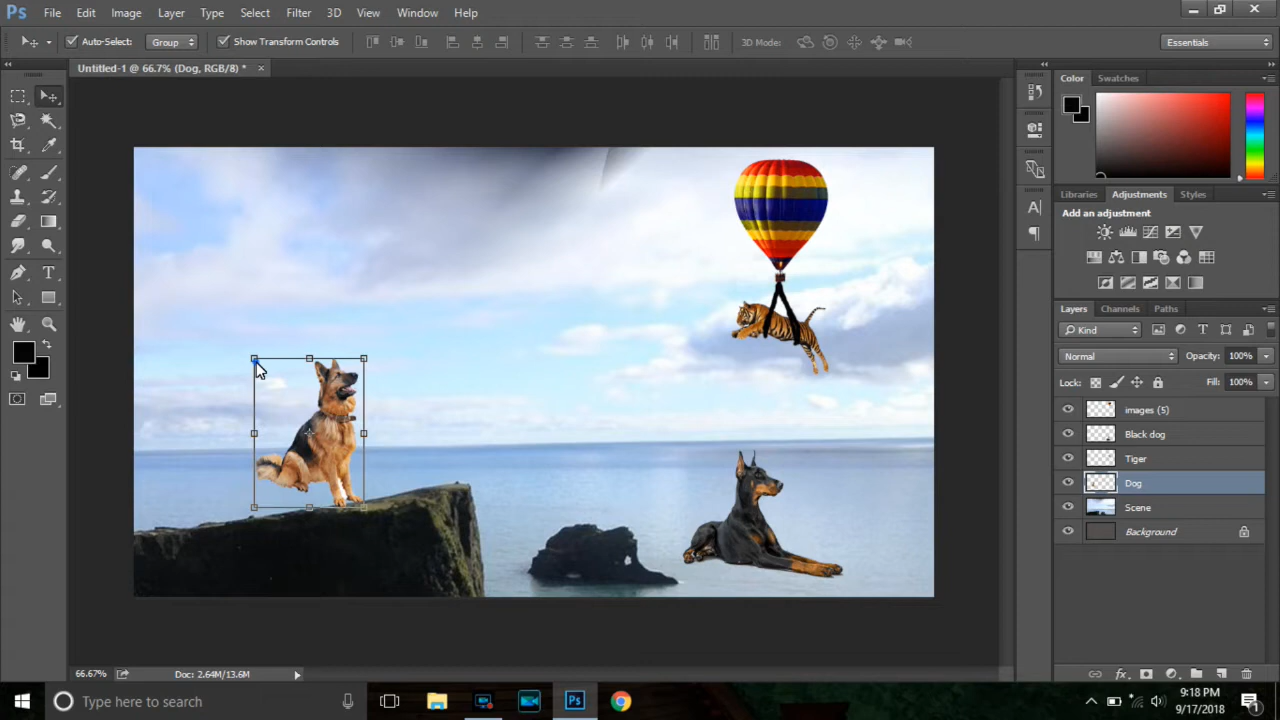 Ps File Edit Image Layer Type Select Filter 3D View Window Help
Auto-Select: Group Show Transform Controls 3D Mode: Essentials
Untitled-1 @ 66.7% (Dog, RGB/8) * ×
Color Swatches
Libraries Adjustments Styles
Add an adjustment
Layers Channels Paths
Kind
Normal Opacity: 100%
Lock: Fill: 100%
images (5)
Black dog
Tiger
Dog
Scene
Background
66.67% Doc: 2.64M/13.6M
Type here to search
Ps
9:18 PM
9/17/2018
1